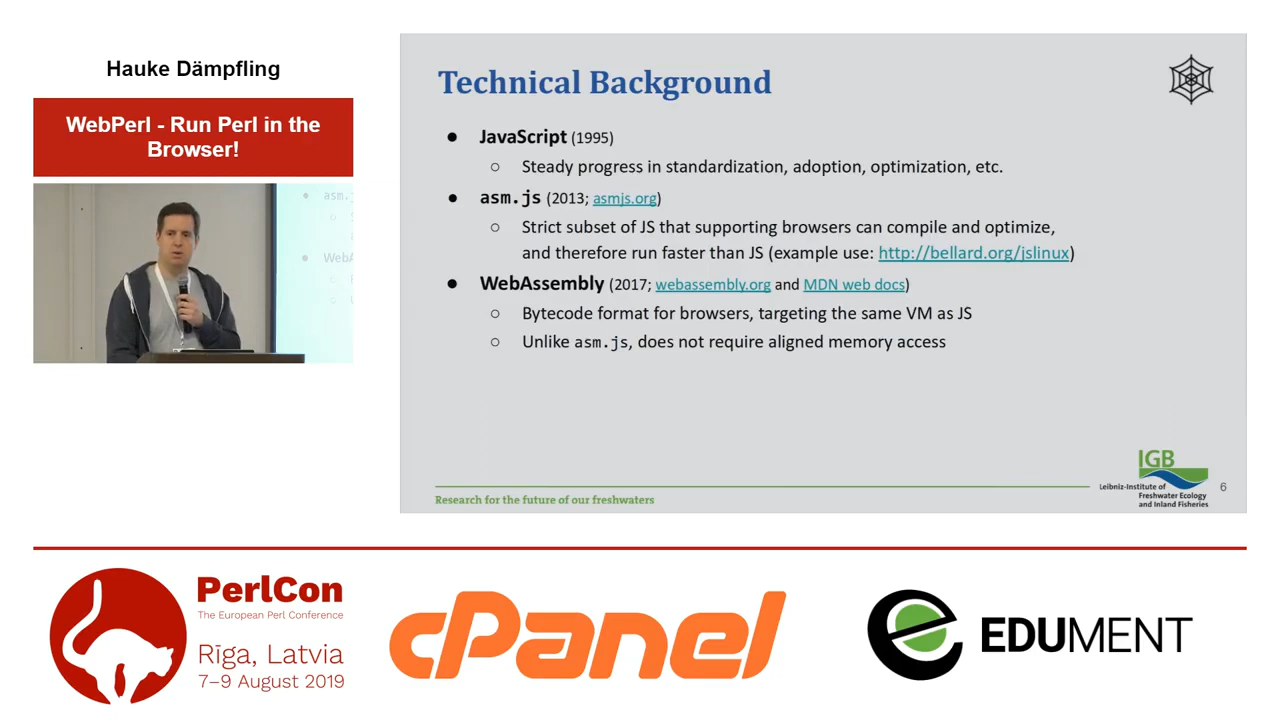 Hauke Dämpfling
WebPerl - Run Perl in the
Browser!
asm.j
WebA
Technical Background
● JavaScript (1995)
○ Steady progress in standardization, adoption, optimization, etc.
● asm.js (2013; asmjs.org)
○ Strict subset of JS that supporting browsers can compile and optimize,
and therefore run faster than JS (example use: http://bellard.org/jslinux)
● WebAssembly (2017; webassembly.org and MDN web docs)
○ Bytecode format for browsers, targeting the same VM as JS
○ Unlike asm.js, does not require aligned memory access
Research for the future of our freshwaters
IGB
Leibniz-Institute of
Freshwater Ecology
and Inland Fisheries
6
PerlCon
The European Perl Conference
Rīga, Latvia
7–9 August 2019
cPanel
EDUMENT